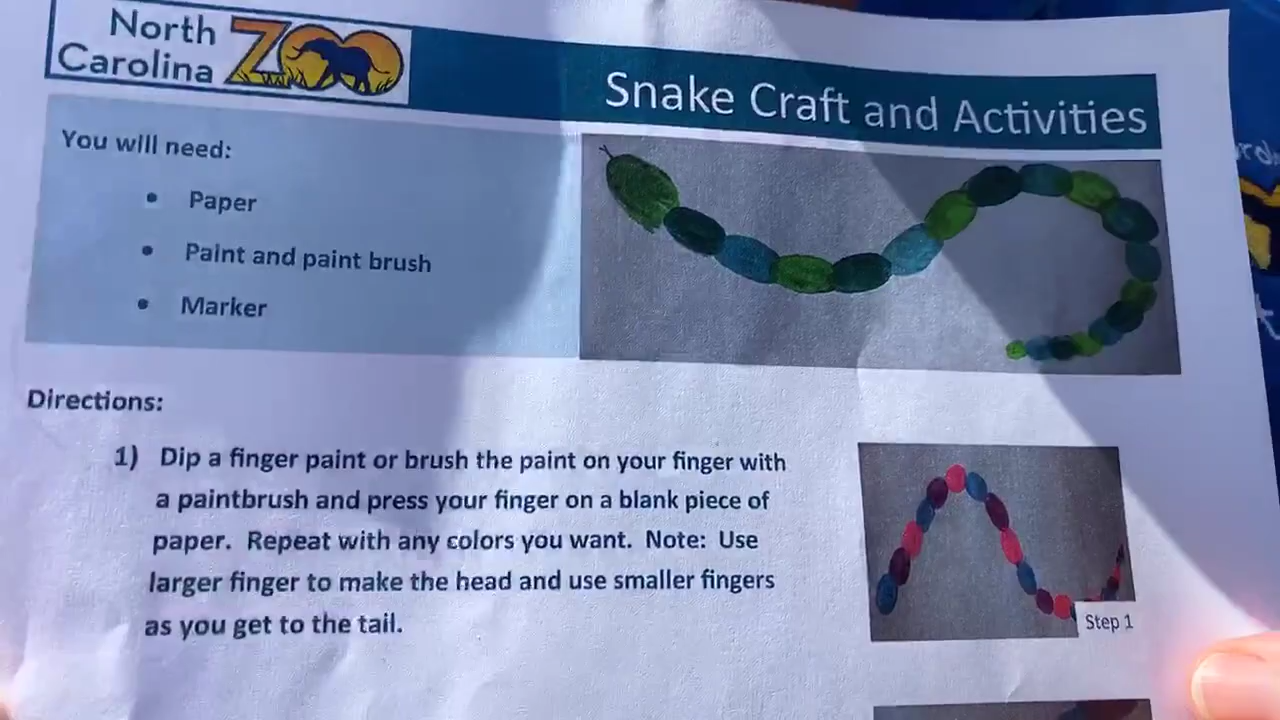 North
Carolina
ZOO
Snake Craft and Activities
You will need:
• Paper
• Paint and paint brush
• Marker
Directions:
1) Dip a finger paint or brush the paint on your finger with
a paintbrush and press your finger on a blank piece of
paper. Repeat with any colors you want. Note: Use
larger finger to make the head and use smaller fingers
as you get to the tail.
Step 1